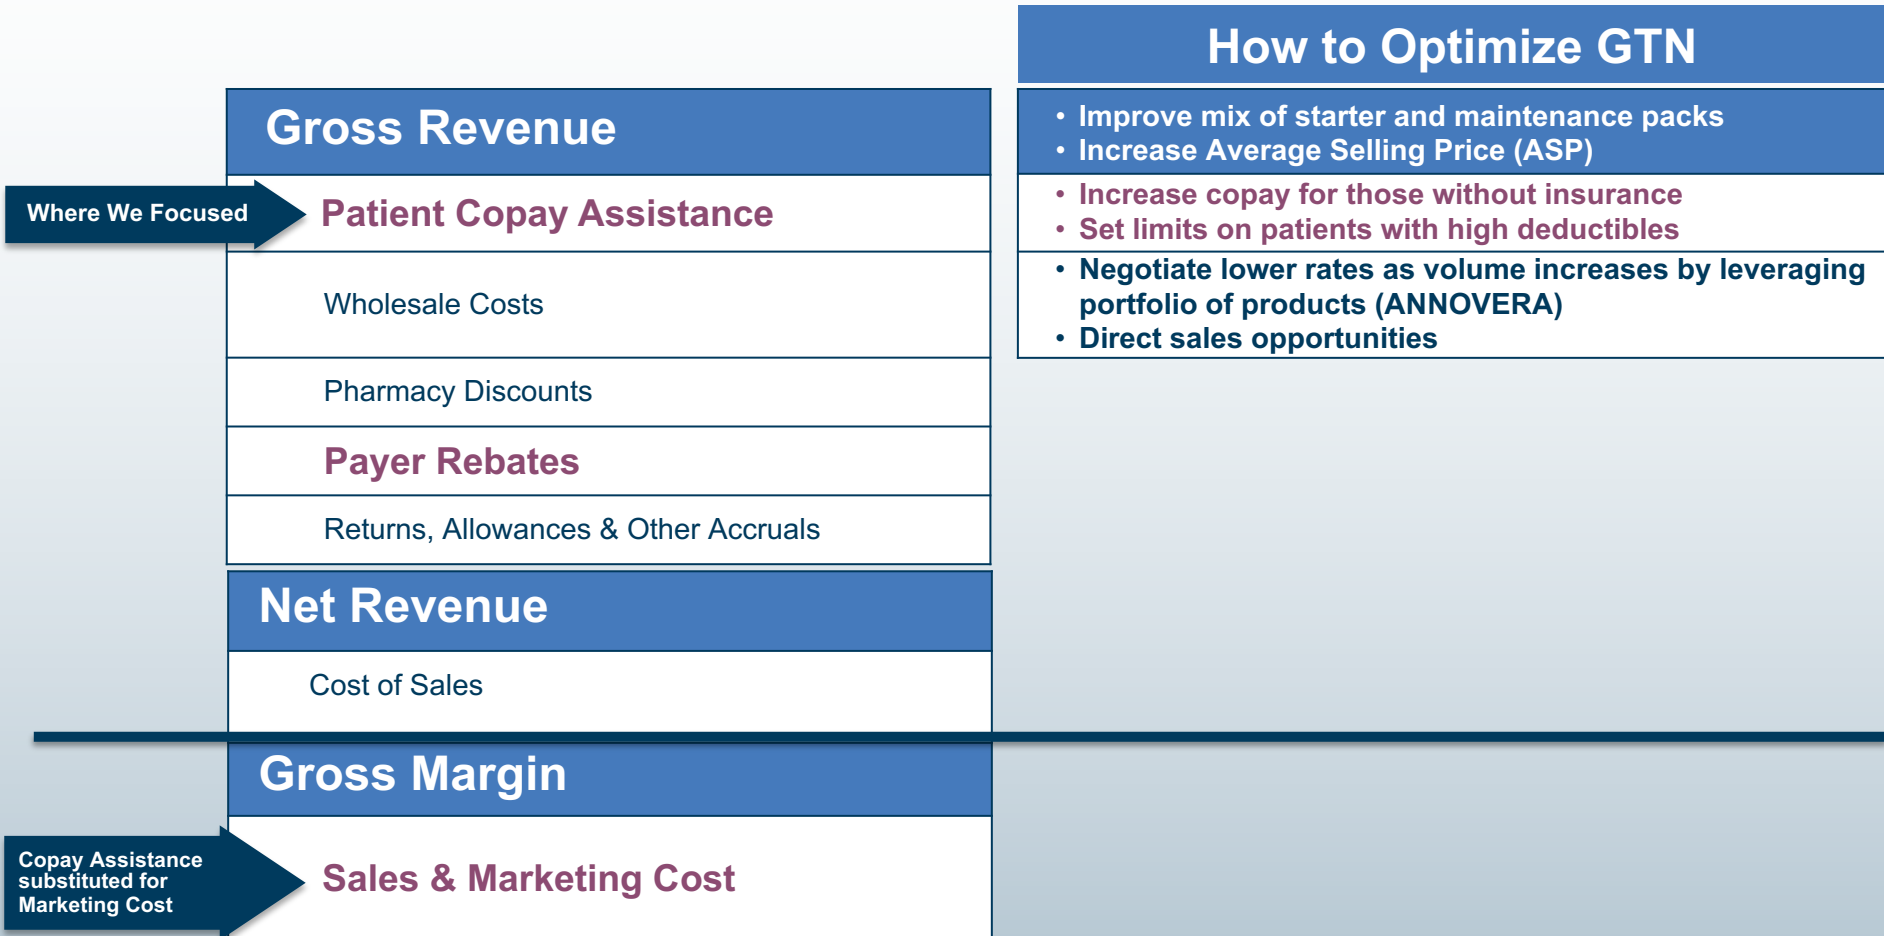 How to Optimize GTN
Gross Revenue
• Improve mix of starter and maintenance packs
• Increase Average Selling Price (ASP)
Where We Focused
Patient Copay Assistance
• Increase copay for those without insurance
• Set limits on patients with high deductibles
Wholesale Costs
• Negotiate lower rates as volume increases by leveraging
portfolio of products (ANNOVERA)
• Direct sales opportunities
Pharmacy Discounts
Payer Rebates
Returns, Allowances & Other Accruals
Net Revenue
Cost of Sales
Gross Margin
Copay Assistance
substituted for
Marketing Cost
Sales & Marketing Cost